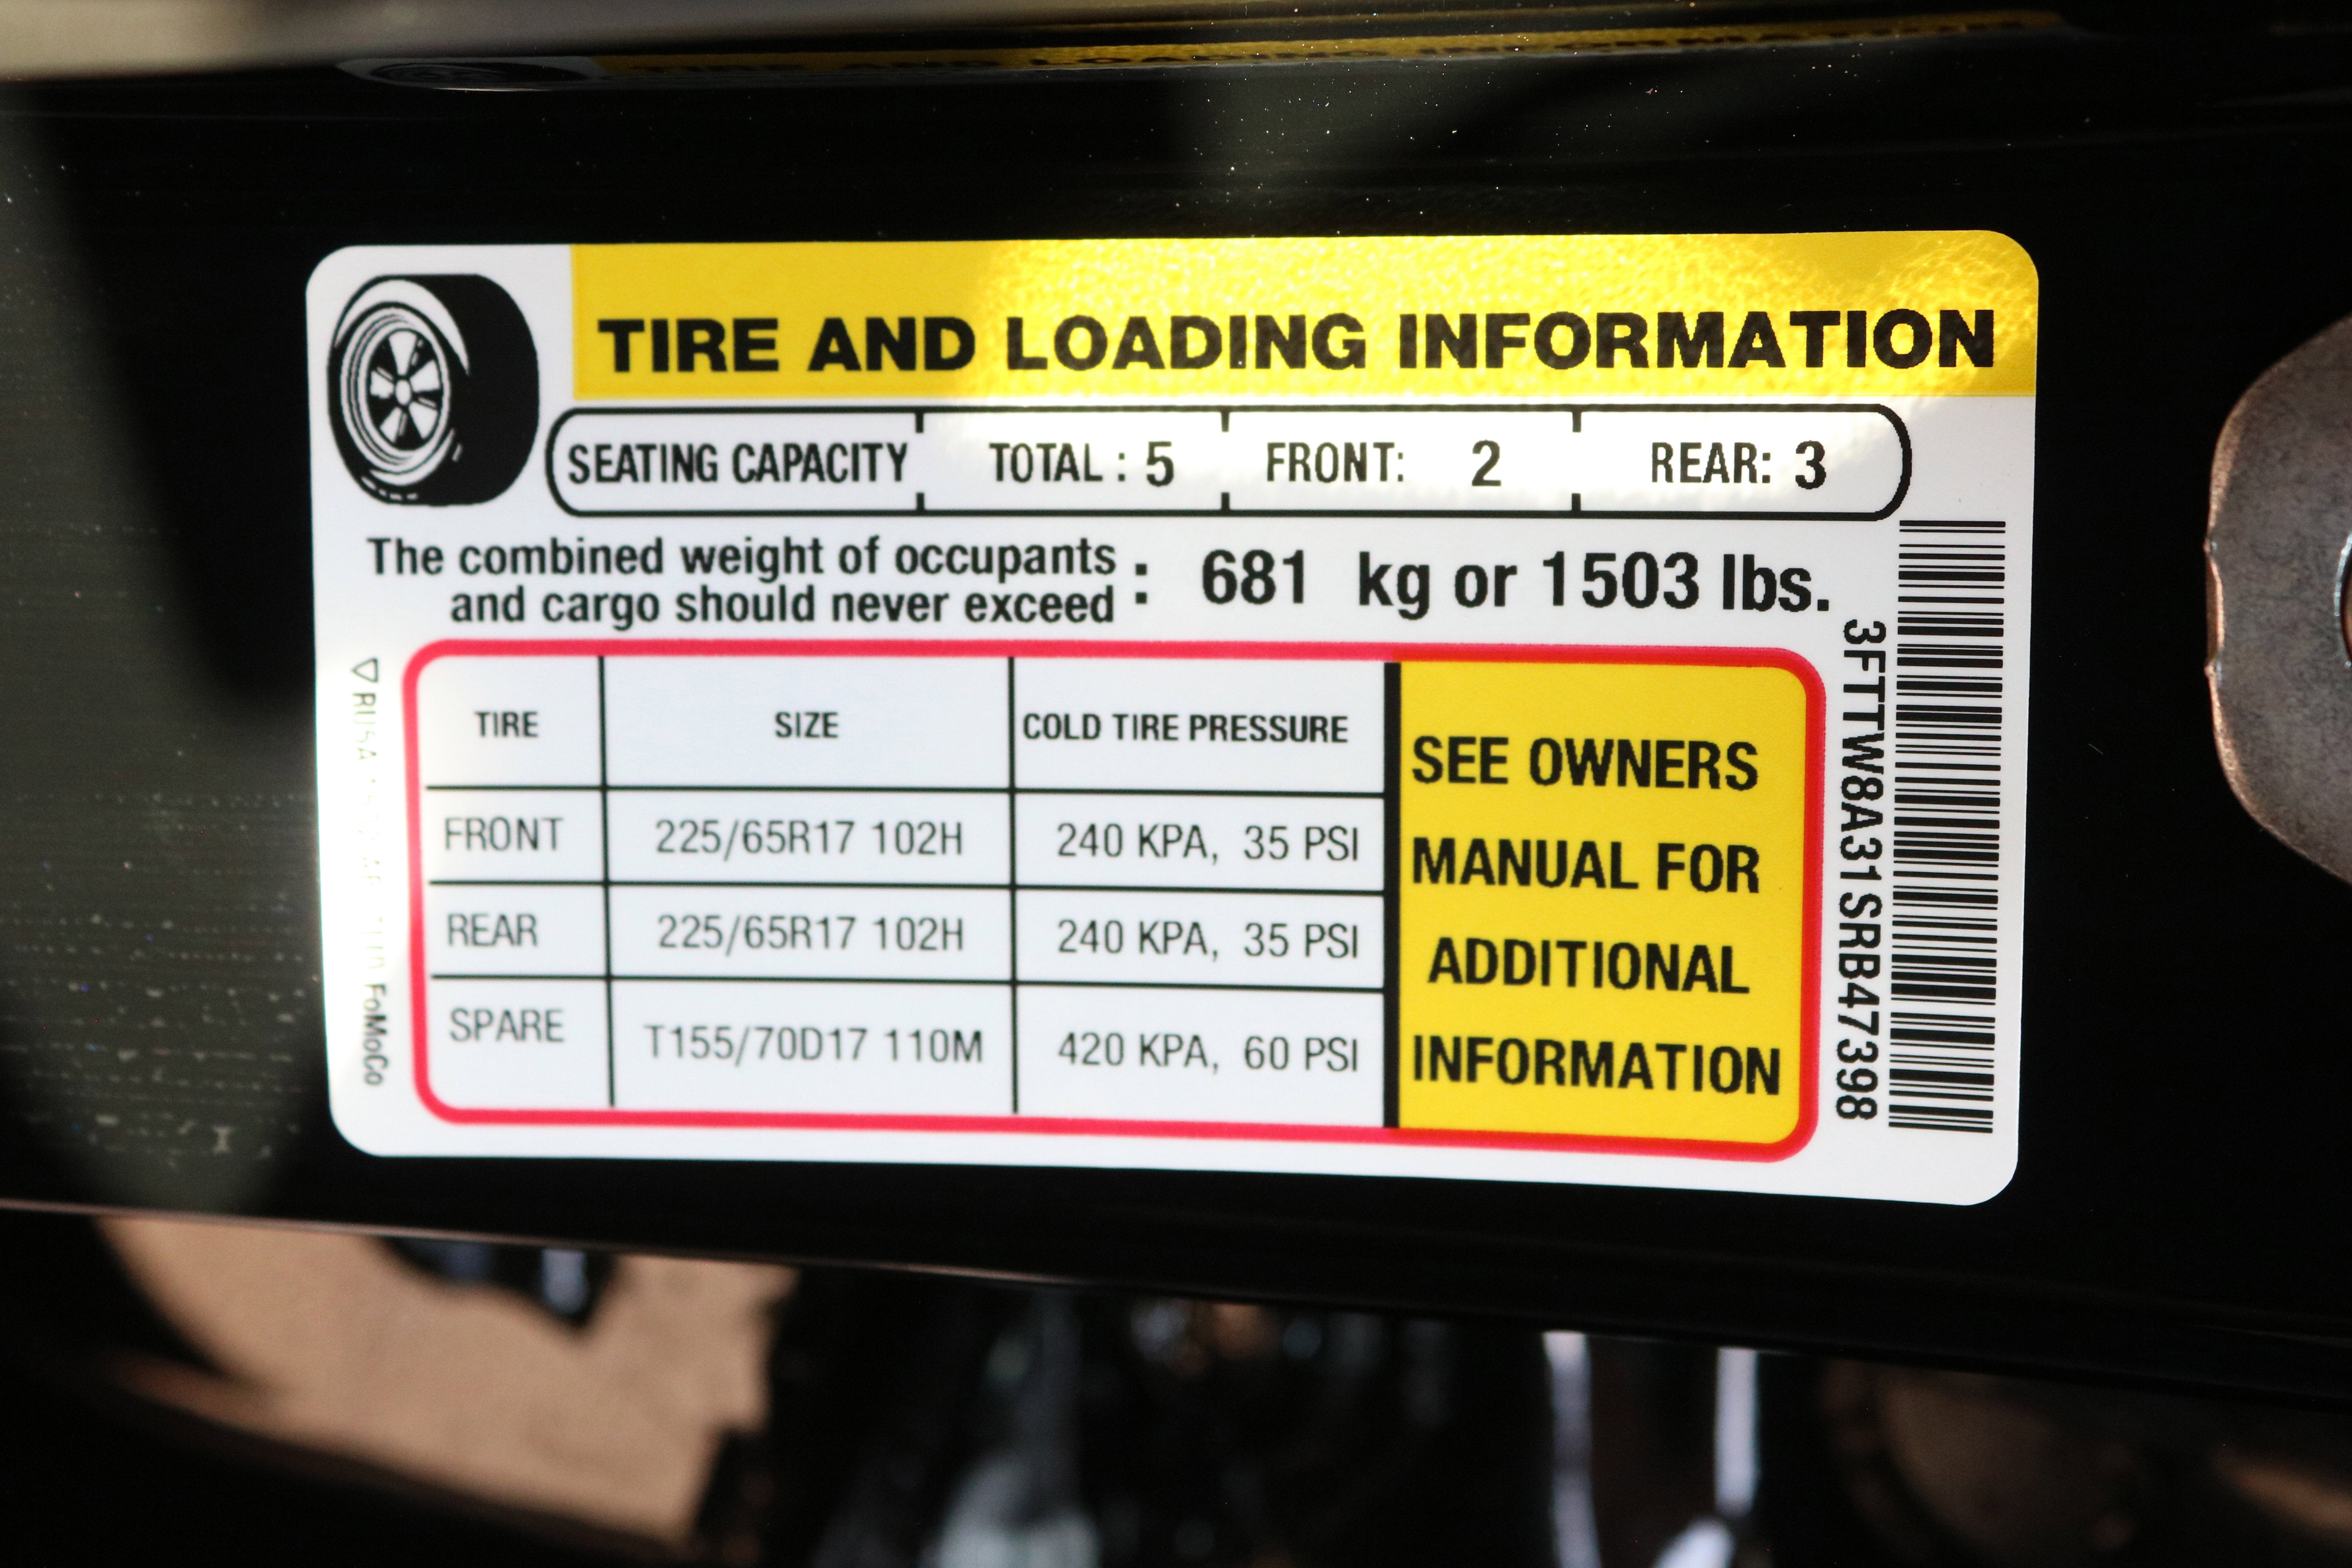 TIRE AND LOADING INFORMATION
SEATING CAPACITY TOTAL : 5 FRONT: 2 REAR: 3
The combined weight of occupants
and cargo should never exceed : 681 kg or 1503 lbs.
TIRE SIZE COLD TIRE PRESSURE
FRONT 225/65R17 102H 240 KPA, 35 PSI
REAR 225/65R17 102H 240 KPA, 35 PSI
SPARE T155/70D17 110M 420 KPA, 60 PSI
SEE OWNERS
MANUAL FOR
ADDITIONAL
INFORMATION
3FTTW8A31SRB47398
FoMoCo